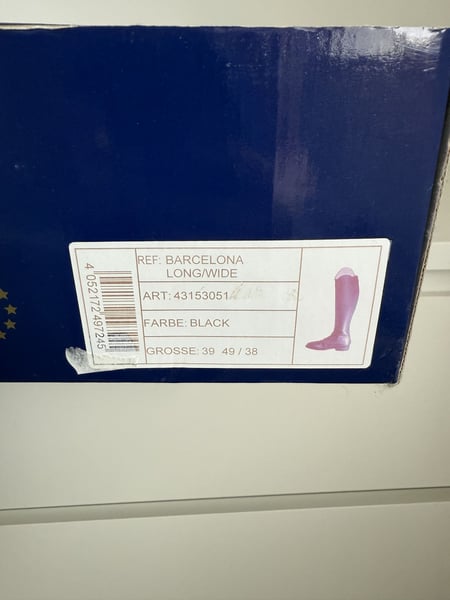 REF: BARCELONA
LONG/WIDE
ART: 43153051
FARBE: BLACK
GROSSE: 39 49 / 38
4 052172 497245